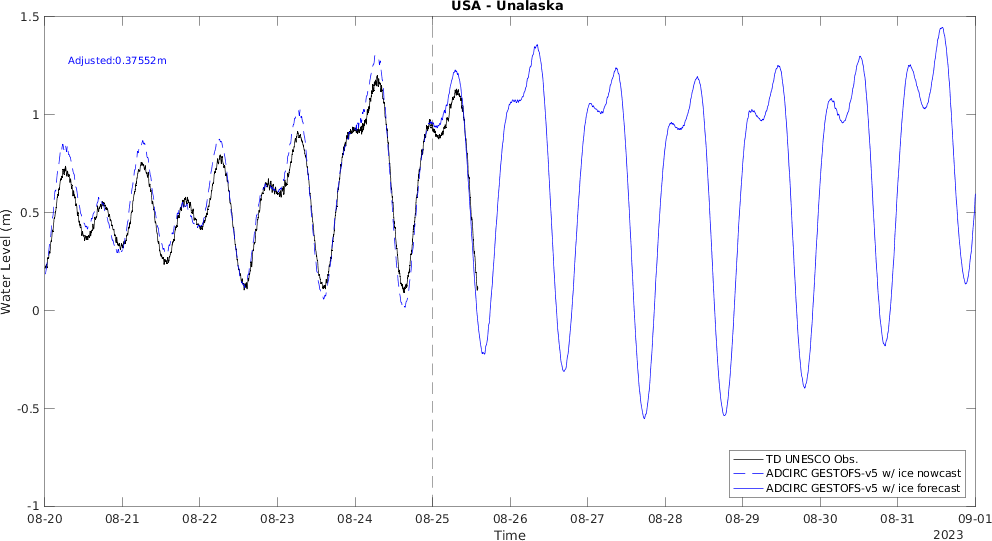 USA - Unalaska
Adjusted:0.37552m
1.5
1
0.5
0
-0.5
-1
Water Level (m)
TD UNESCO Obs.
ADCIRC GESTOFS-v5 w/ ice nowcast
ADCIRC GESTOFS-v5 w/ ice forecast
08-20 08-21 08-22 08-23 08-24 08-25 08-26 08-27 08-28 08-29 08-30 08-31 09-01
Time
2023